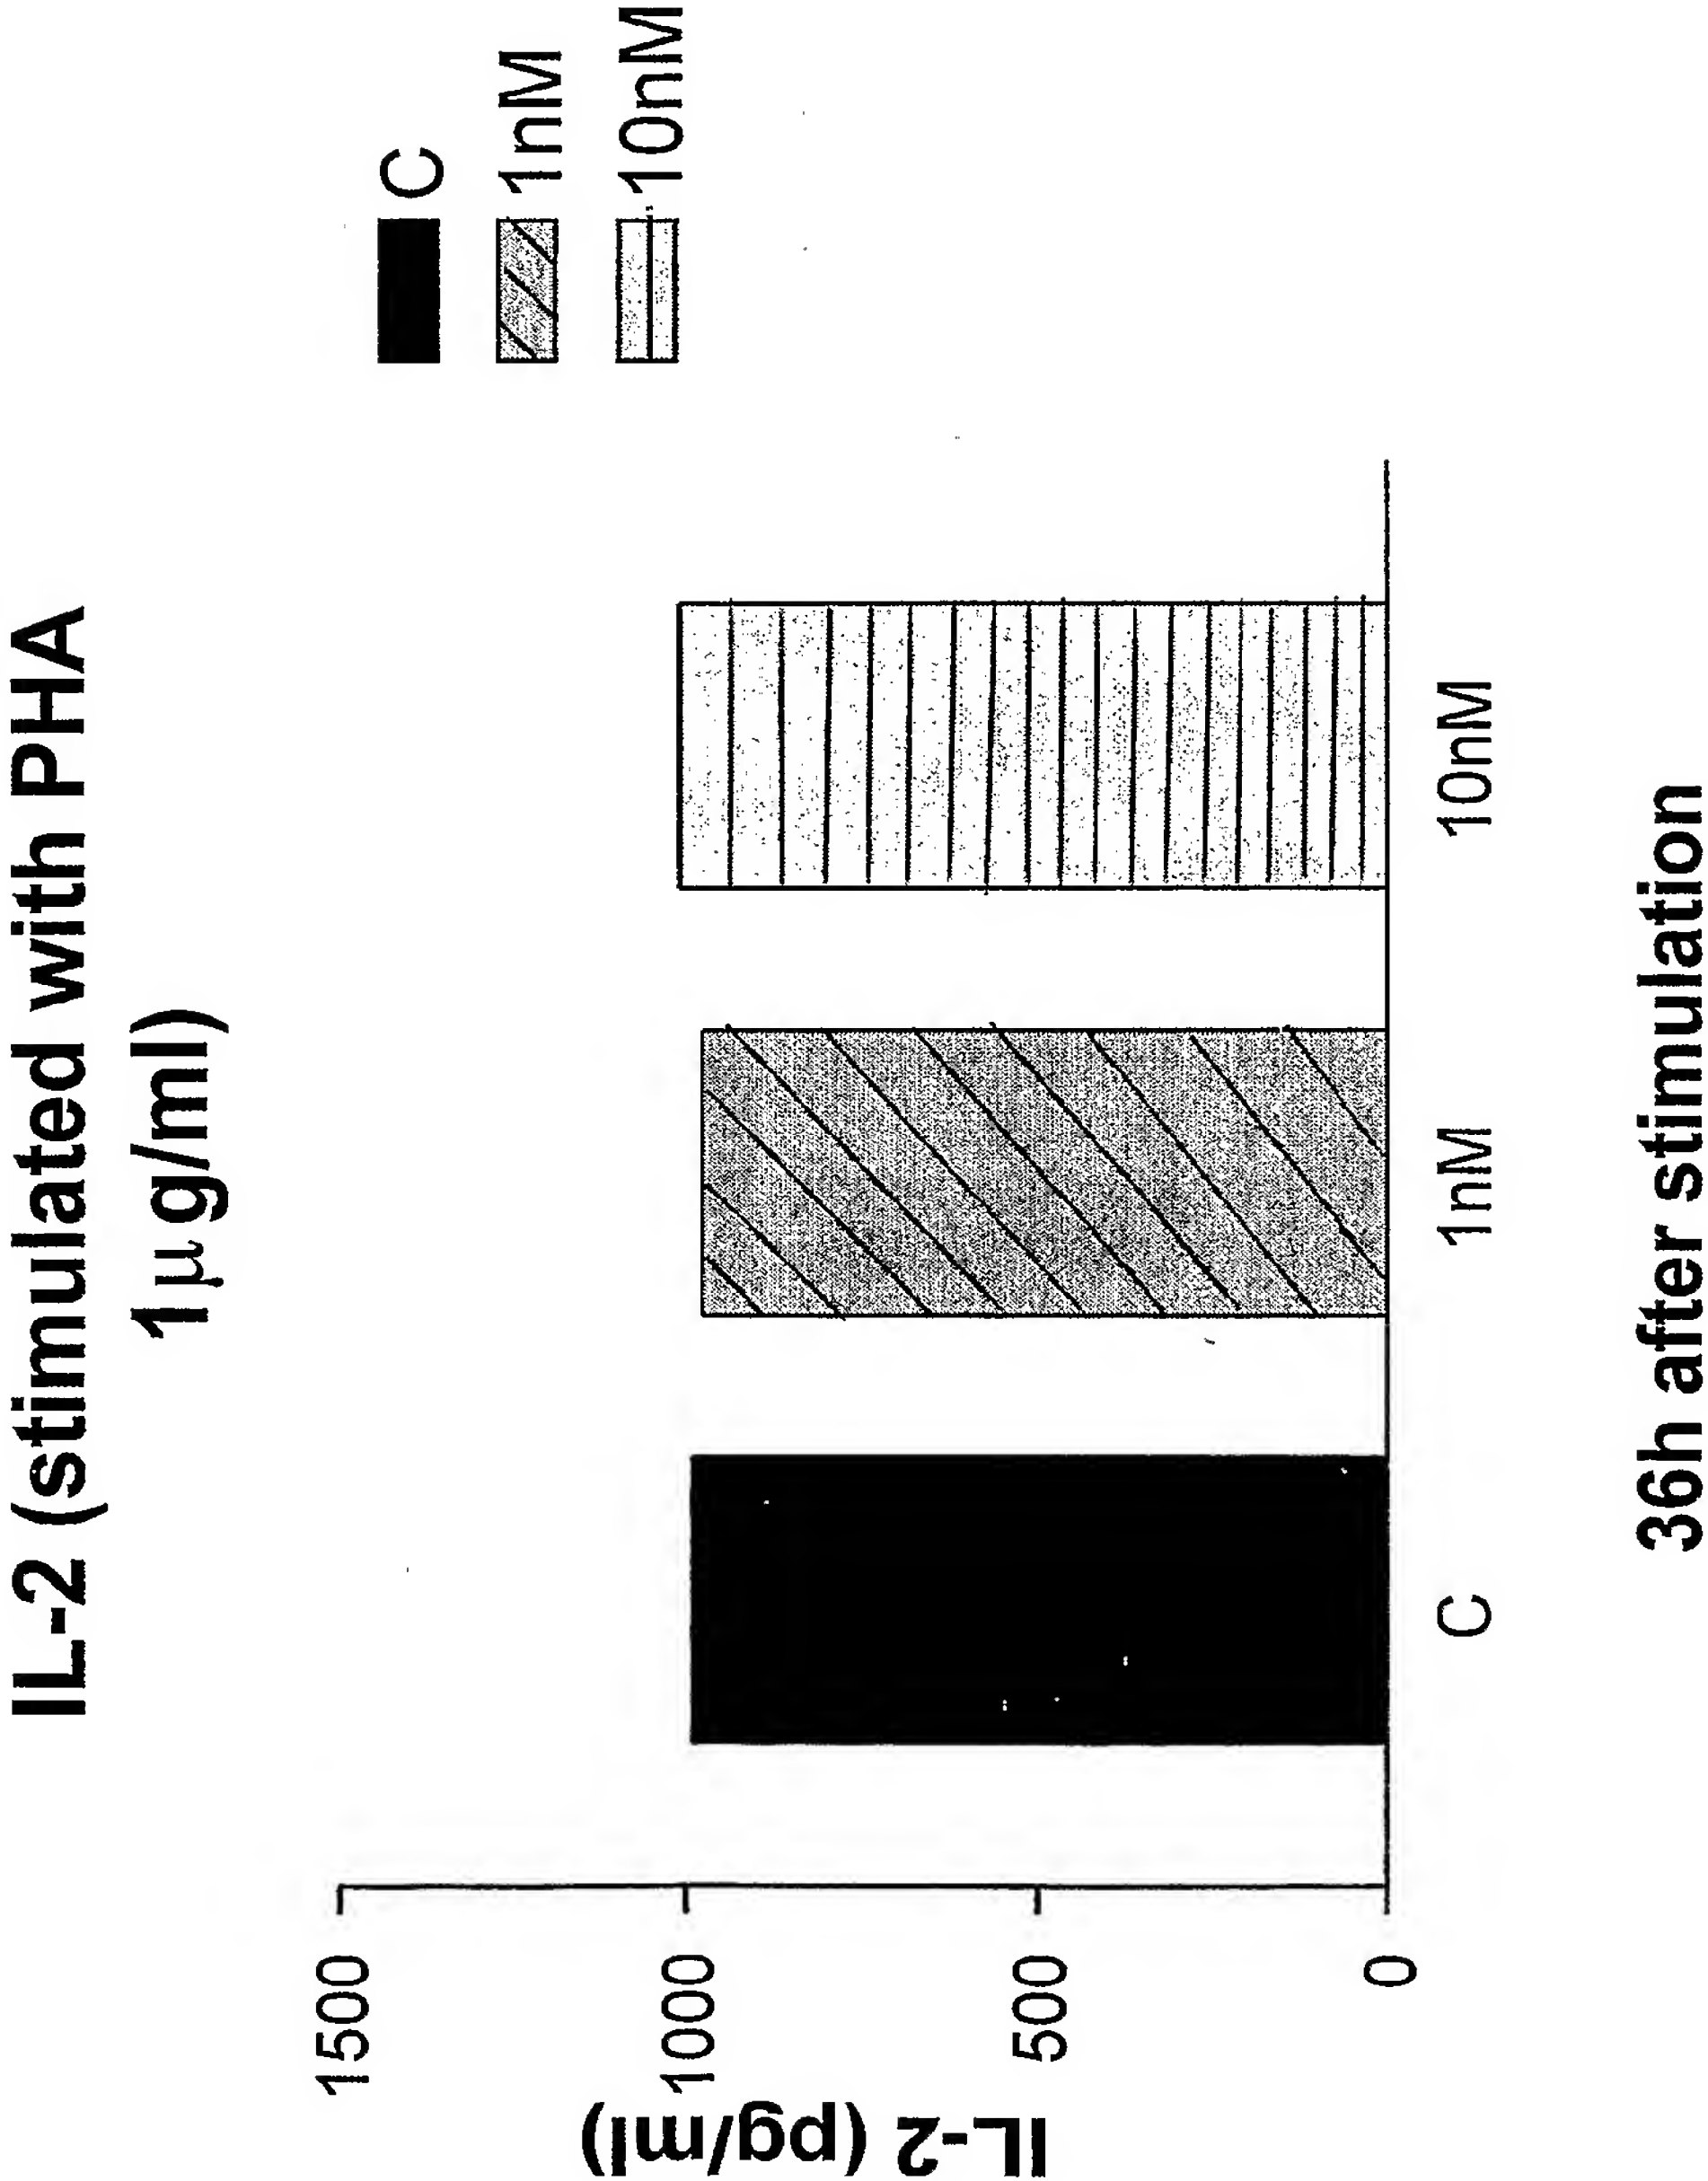 IL-2 (stimulated with PHA
1μg/ml)
C
1nM
10nM
IL-2 (pg/ml)
1500
1000
500
0
C
1nM
10nM
36h after stimulation